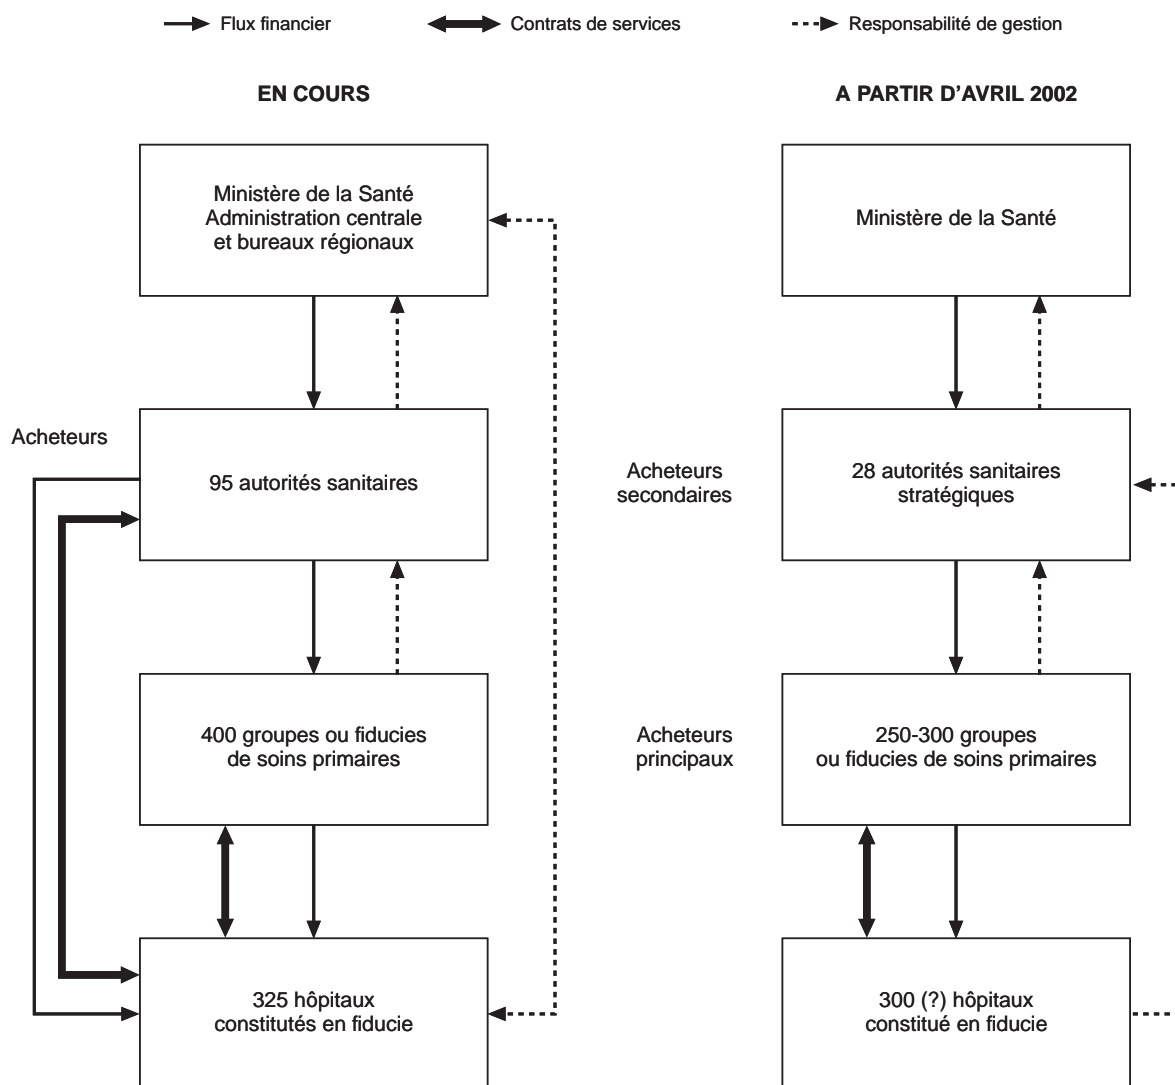 Flux financier
Contrats de services
Responsabilité de gestion
EN COURS
A PARTIR D'AVRIL 2002
Ministère de la Santé
Administration centrale
et bureaux régionaux
Ministère de la Santé
Acheteurs
95 autorités sanitaires
Acheteurs
secondaires
28 autorités sanitaires
stratégiques
400 groupes ou fiducies
de soins primaires
Acheteurs
principaux
250-300 groupes
ou fiducies de soins primaires
325 hôpitaux
constitutés en fiducie
300 (?) hôpitaux
constitué en fiducie